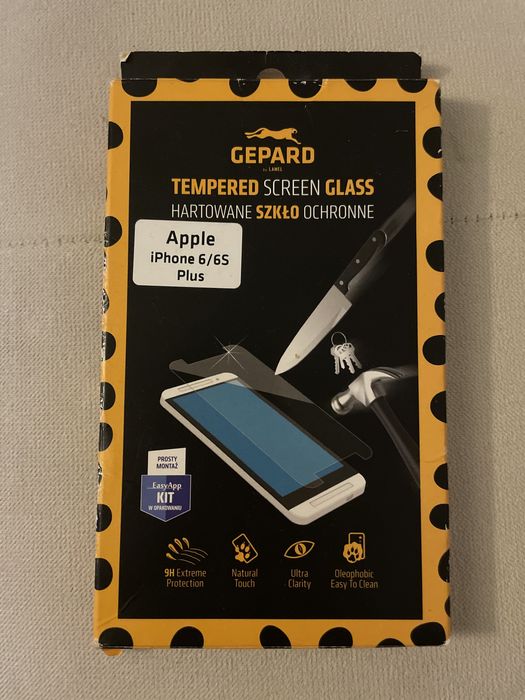 GEPARD
by LAMEL
TEMPERED SCREEN GLASS
HARTOWANE SZKŁO OCHRONNE
Apple
iPhone 6/6S
Plus
PROSTY
MONTAŻ
EasyApp
KIT
W OPAKOWANIU
9H Extreme
Protection
Natural
Touch
Ultra
Clarity
Oleophobic
Easy To Clean